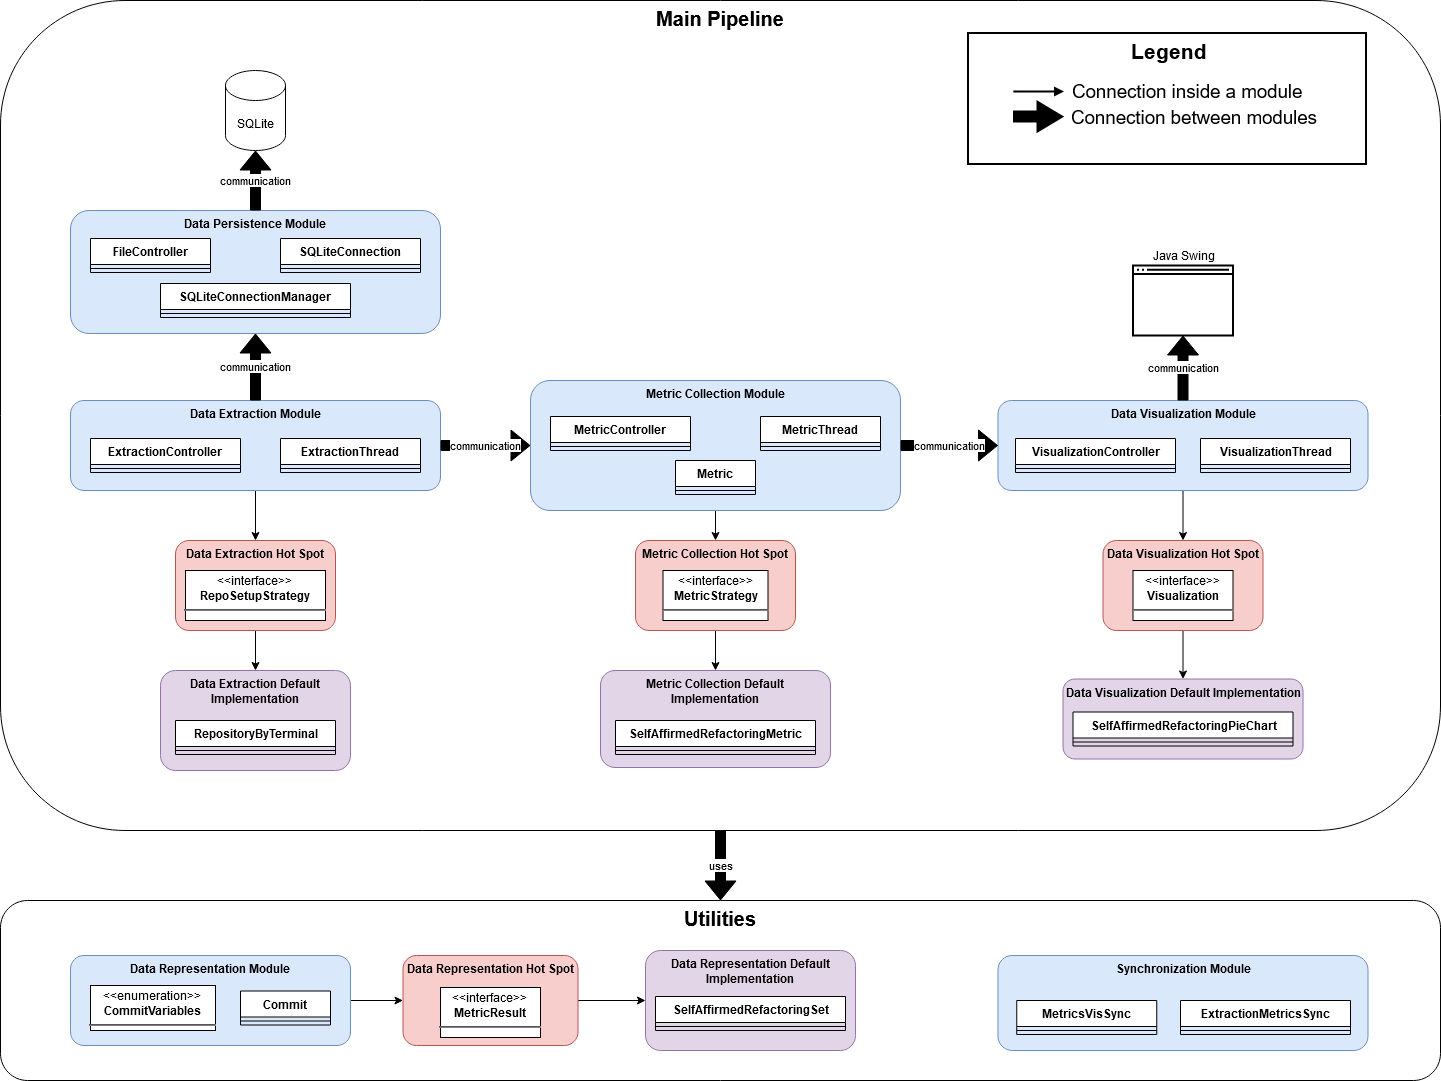 Main Pipeline
Legend
Connection inside a module
Connection between modules
SQLite
communication
Data Persistence Module
FileController
SQLiteConnection
SQLiteConnectionManager
communication
Java Swing
communication
Data Extraction Module
ExtractionController
ExtractionThread
communication
Metric Collection Module
MetricController
MetricThread
Metric
communication
Data Visualization Module
VisualizationController
VisualizationThread
Data Extraction Hot Spot
<<interface>>
RepoSetupStrategy
Metric Collection Hot Spot
<<interface>>
MetricStrategy
Data Visualization Hot Spot
<<interface>>
Visualization
Data Extraction Default
Implementation
RepositoryByTerminal
Metric Collection Default
Implementation
SelfAffirmedRefactoringMetric
Data Visualization Default Implementation
SelfAffirmedRefactoringPieChart
uses
Utilities
Data Representation Module
<<enumeration>>
CommitVariables
Commit
Data Representation Hot Spot
<<interface>>
MetricResult
Data Representation Default
Implementation
SelfAffirmedRefactoringSet
Synchronization Module
MetricsVisSync
ExtractionMetricsSync